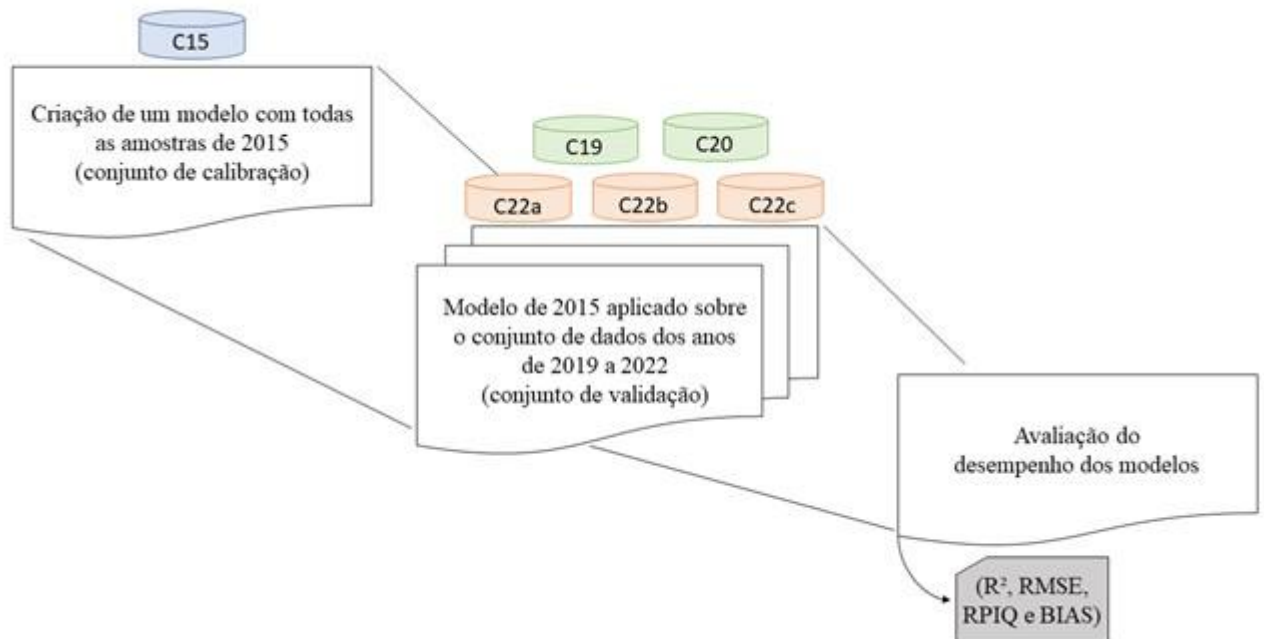 C15
Criação de um modelo com todas
as amostras de 2015
(conjunto de calibração)
C19
C20
C22a
C22b
C22c
Modelo de 2015 aplicado sobre
o conjunto de dados dos anos
de 2019 a 2022
(conjunto de validação)
Avaliação do
desempenho dos modelos
(R², RMSE,
RPIQ e BIAS)